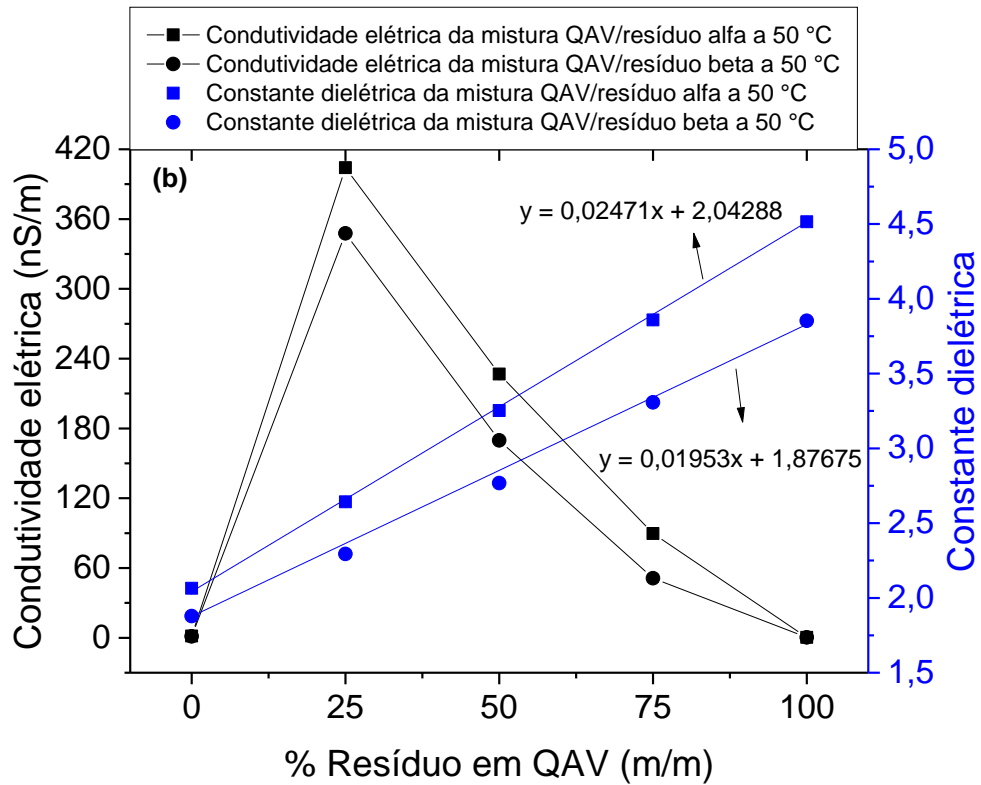 Condutividade elétrica da mistura QAV/resíduo alfa a 50 °C
Condutividade elétrica da mistura QAV/resíduo beta a 50 °C
Constante dielétrica da mistura QAV/resíduo alfa a 50 °C
Constante dielétrica da mistura QAV/resíduo beta a 50 °C
(b)
Condutividade elétrica (nS/m)
420
360
300
240
180
120
60
0
y = 0,02471x + 2,04288
y = 0,01953x + 1,87675
5,0
4,5
4,0
3,5
3,0
2,5
2,0
1,5
Constante dielétrica
0 25 50 75 100
% Resíduo em QAV (m/m)